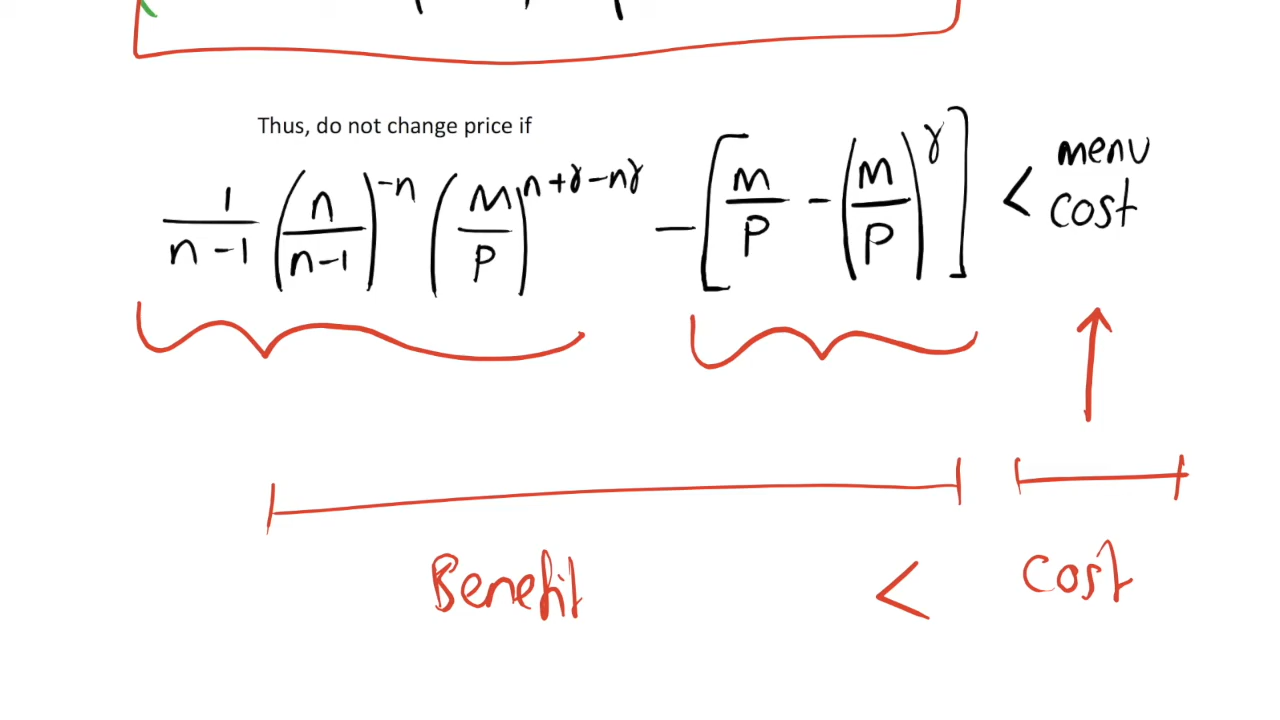 Thus, do not change price if
1/(n-1) (n/(n-1))^(-n) (M/P)^(n+γ-nγ) - [M/P - (M/P)^γ] < menu cost
Benefit < Cost